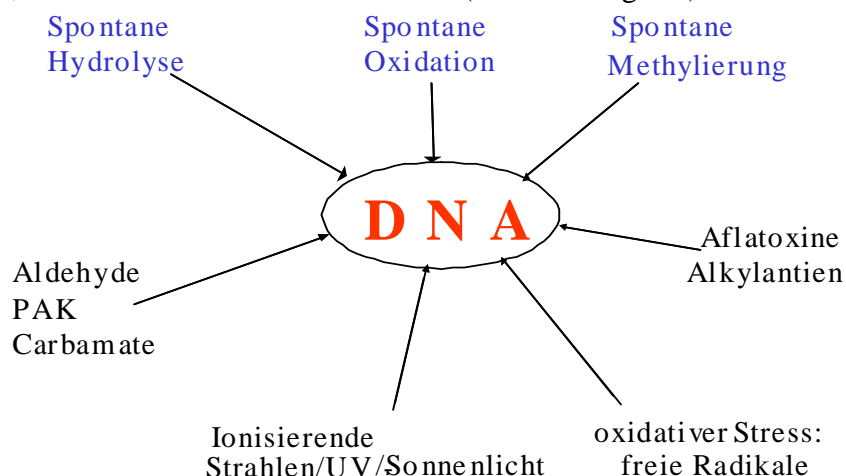 Spontane
Hydrolyse
Spontane
Oxidation
Spontane
Methylierung
DNA
Aflatoxine
Alkylantien
Aldehyde
PAK
Carbamate
Ionisierende
Strahlen/UV/Sonnenlicht
oxidativer Stress:
freie Radikale